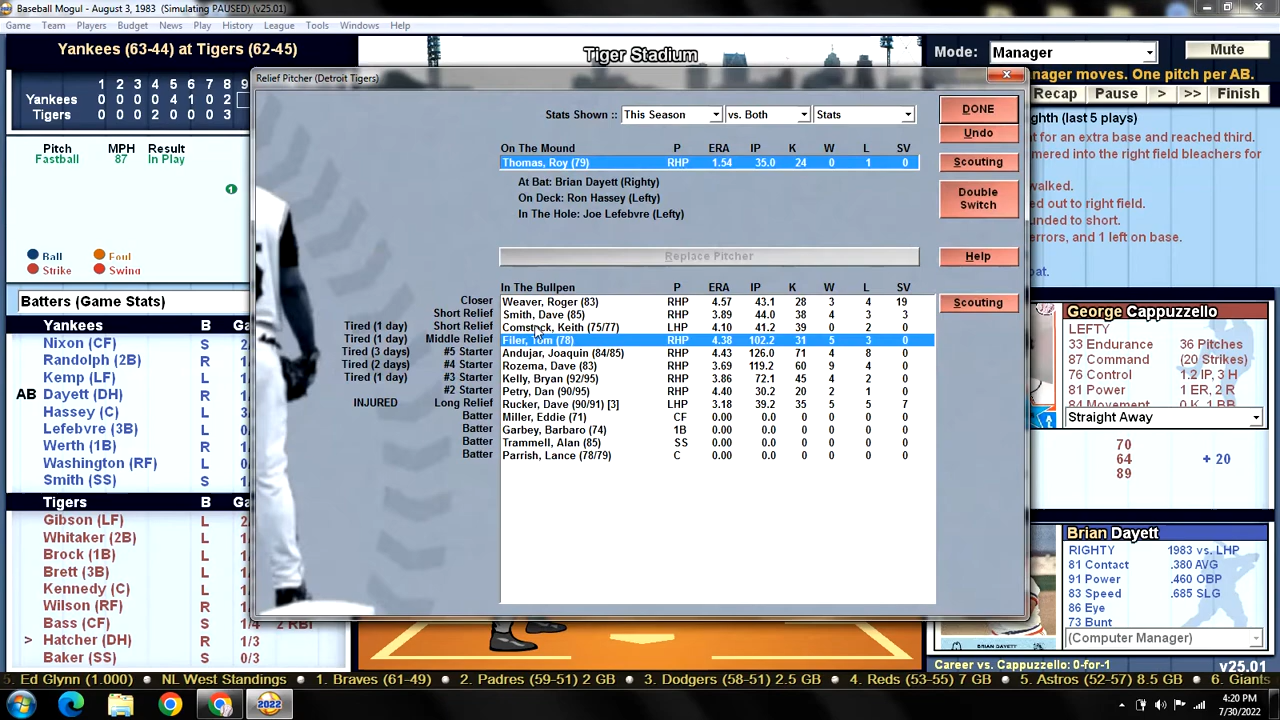 Baseball Mogul - August 3, 1983 (Simulating PAUSED) (v25.01)
Game Team Players Budget News Play History League Tools Windows Help
Yankees (63-44) at Tigers (62-45)
1 2 3 4 5 6 7 8 9
Yankees 0 0 0 0 4 1 0 2
Tigers 0 0 0 2 0 0 3
Pitch MPH Result
Fastball 87 In Play
1
Ball Foul
Strike Swing
Batters (Game Stats)
Yankees B
Nixon (CF) S
Randolph (2B) R
Kemp (LF) L
AB Dayett (DH) R
Hassey (C) L
Lefebvre (3B) L
Werth (1B) R
Washington (RF) L
Smith (SS) S
Tigers B
Gibson (LF) L
Whitaker (2B) L
Brock (1B) L
Brett (3B) L
Kennedy (C) L
Wilson (RF) R
Bass (CF) S 1/4 2 RBI
> Hatcher (DH) R 1/3
Baker (SS) S 0/3
Tiger Stadium
Relief Pitcher (Detroit Tigers)
Stats Shown :: This Season vs. Both Stats
On The Mound P ERA IP K W L SV
Thomas, Roy (79) RHP 1.54 35.0 24 0 1 0
At Bat: Brian Dayett (Righty)
On Deck: Ron Hassey (Lefty)
In The Hole: Joe Lefebvre (Lefty)
Replace Pitcher
In The Bullpen P ERA IP K W L SV
Closer Weaver, Roger (83) RHP 4.57 43.1 28 3 4 19
Short Relief Smith, Dave (85) RHP 3.89 44.0 38 4 3 3
Tired (1 day) Short Relief Comstock, Keith (75/77) LHP 4.10 41.2 39 0 2 0
Tired (1 day) Middle Relief Filer, Tom (78) RHP 4.38 102.2 31 5 3 0
Tired (3 days) #5 Starter Andujar, Joaquin (84/85) RHP 4.43 126.0 71 4 8 0
Tired (2 days) #4 Starter Rozema, Dave (83) RHP 3.69 119.2 60 9 4 0
Tired (1 day) #3 Starter Kelly, Bryan (92/95) RHP 3.86 72.1 45 4 2 0
#2 Starter Petry, Dan (90/95) RHP 4.40 30.2 20 2 1 0
INJURED Long Relief Rucker, Dave (90/91) [3] LHP 3.18 39.2 35 5 5 7
Batter Miller, Eddie (71) CF 0.00 0.0 0 0 0 0
Batter Garbey, Barbaro (74) 1B 0.00 0.0 0 0 0 0
Batter Trammell, Alan (85) SS 0.00 0.0 0 0 0 0
Batter Parrish, Lance (78/79) C 0.00 0.0 0 0 0 0
DONE
Undo
Scouting
Double Switch
Help
Scouting
Mode: Manager Mute
nager moves. One pitch per AB.
Recap Pause > >> Finish
ghth (last 5 plays)
t for an extra base and reached third.
mered into the right field bleachers for
walked.
ed out to right field.
unded to short.
errors, and 1 left on base.
George Cappuzzello
LEFTY
33 Endurance 36 Pitches
87 Command (20 Strikes)
76 Control 1.2 IP, 3 H
81 Power 1 ER, 2 R
Straight Away
70
64 + 20
89
Brian Dayett
RIGHTY 1983 vs. LHP
81 Contact .380 AVG
91 Power .460 OBP
83 Speed .685 SLG
86 Eye
73 Bunt
(Computer Manager)
Career vs. Cappuzzello: 0-for-1 v25.01
5. Ed Glynn (1.000) • NL West Standings 1. Braves (61-49) • 2. Padres (59-51) 2 GB • 3. Dodgers (58-51) 2.5 GB • 4. Reds (53-55) 7 GB • 5. Astros (52-57) 8.5 GB • 6. Giants
2022
4:20 PM
7/30/2022